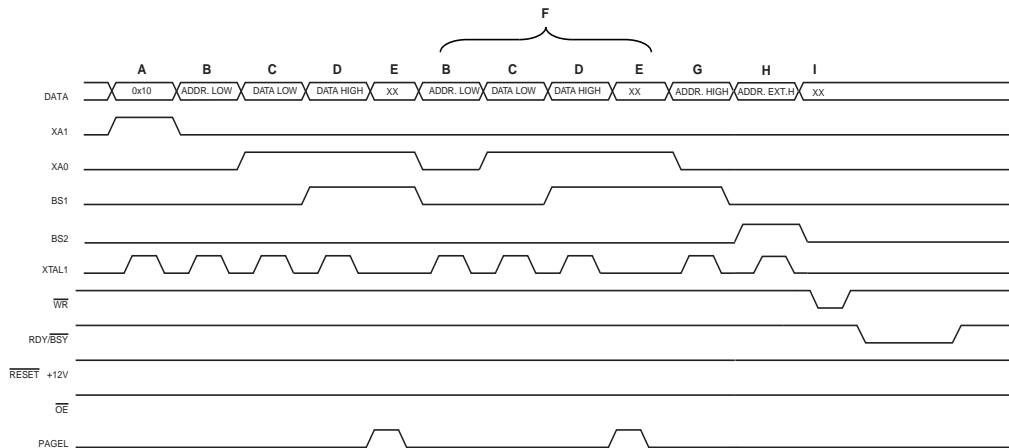 F
A B C D E B C D E G H I
DATA 0x10 ADDR. LOW DATA LOW DATA HIGH XX ADDR. LOW DATA LOW DATA HIGH XX ADDR. HIGH ADDR. EXT.H XX
XA1
XA0
BS1
BS2
XTAL1
WR
RDY/BSY
RESET +12V
OE
PAGEL